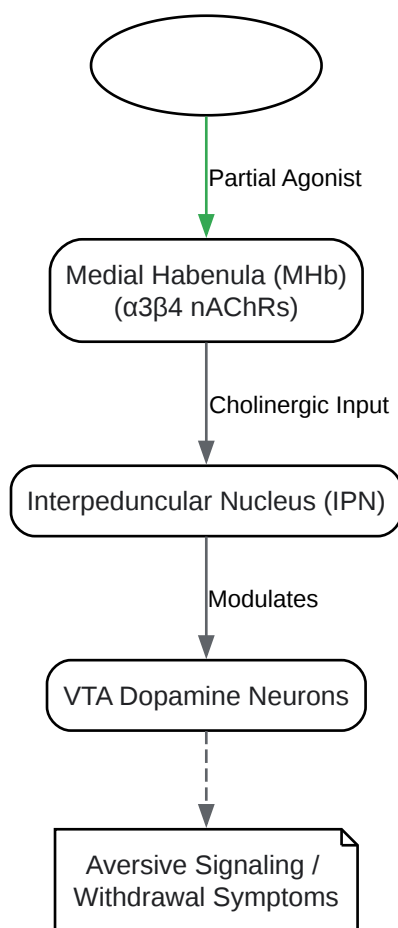 Partial Agonist
Medial Habenula (MHb)
(α3β4 nAChRs)
Cholinergic Input
Interpeduncular Nucleus (IPN)
Modulates
VTA Dopamine Neurons
Aversive Signaling /
Withdrawal Symptoms